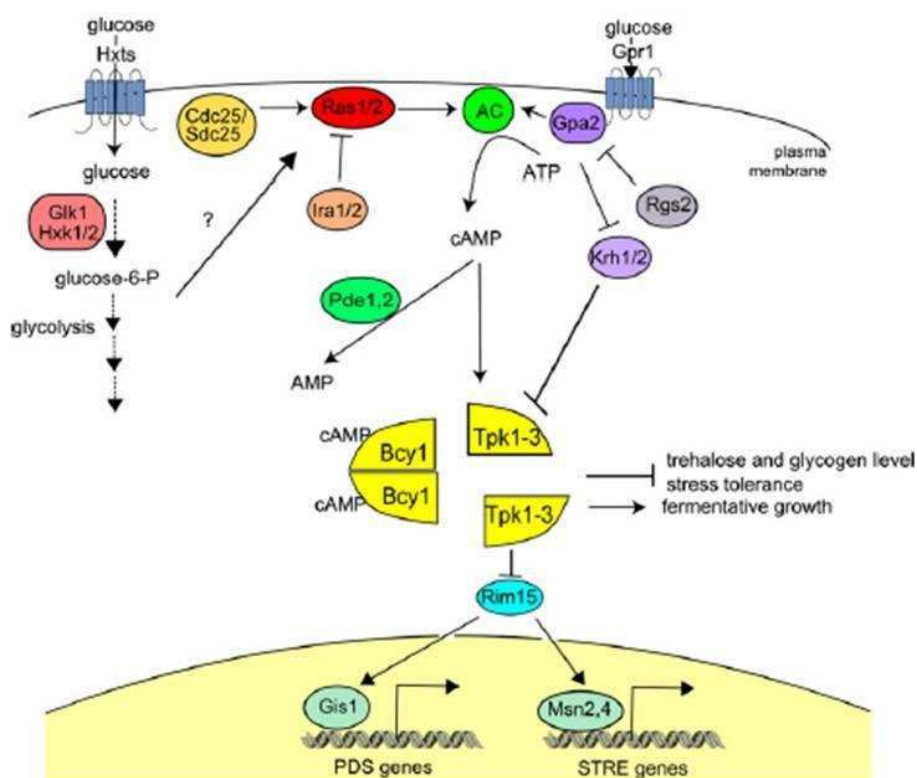 glucose
Hxts
glucose
Gpr1
Cdc25/
Sdc25
Ras1/2
AC
Gpa2
plasma
membrane
glucose
ATP
Ira1/2
Rgs2
Glk1
Hxk1/2
?
cAMP
Krh1/2
glucose-6-P
Pde1,2
glycolysis
AMP
cAMP
Bcy1
Tpk1-3
cAMP
Bcy1
Tpk1-3
trehalose and glycogen level
stress tolerance
fermentative growth
Rim15
Gis1
Msn2,4
PDS genes
STRE genes